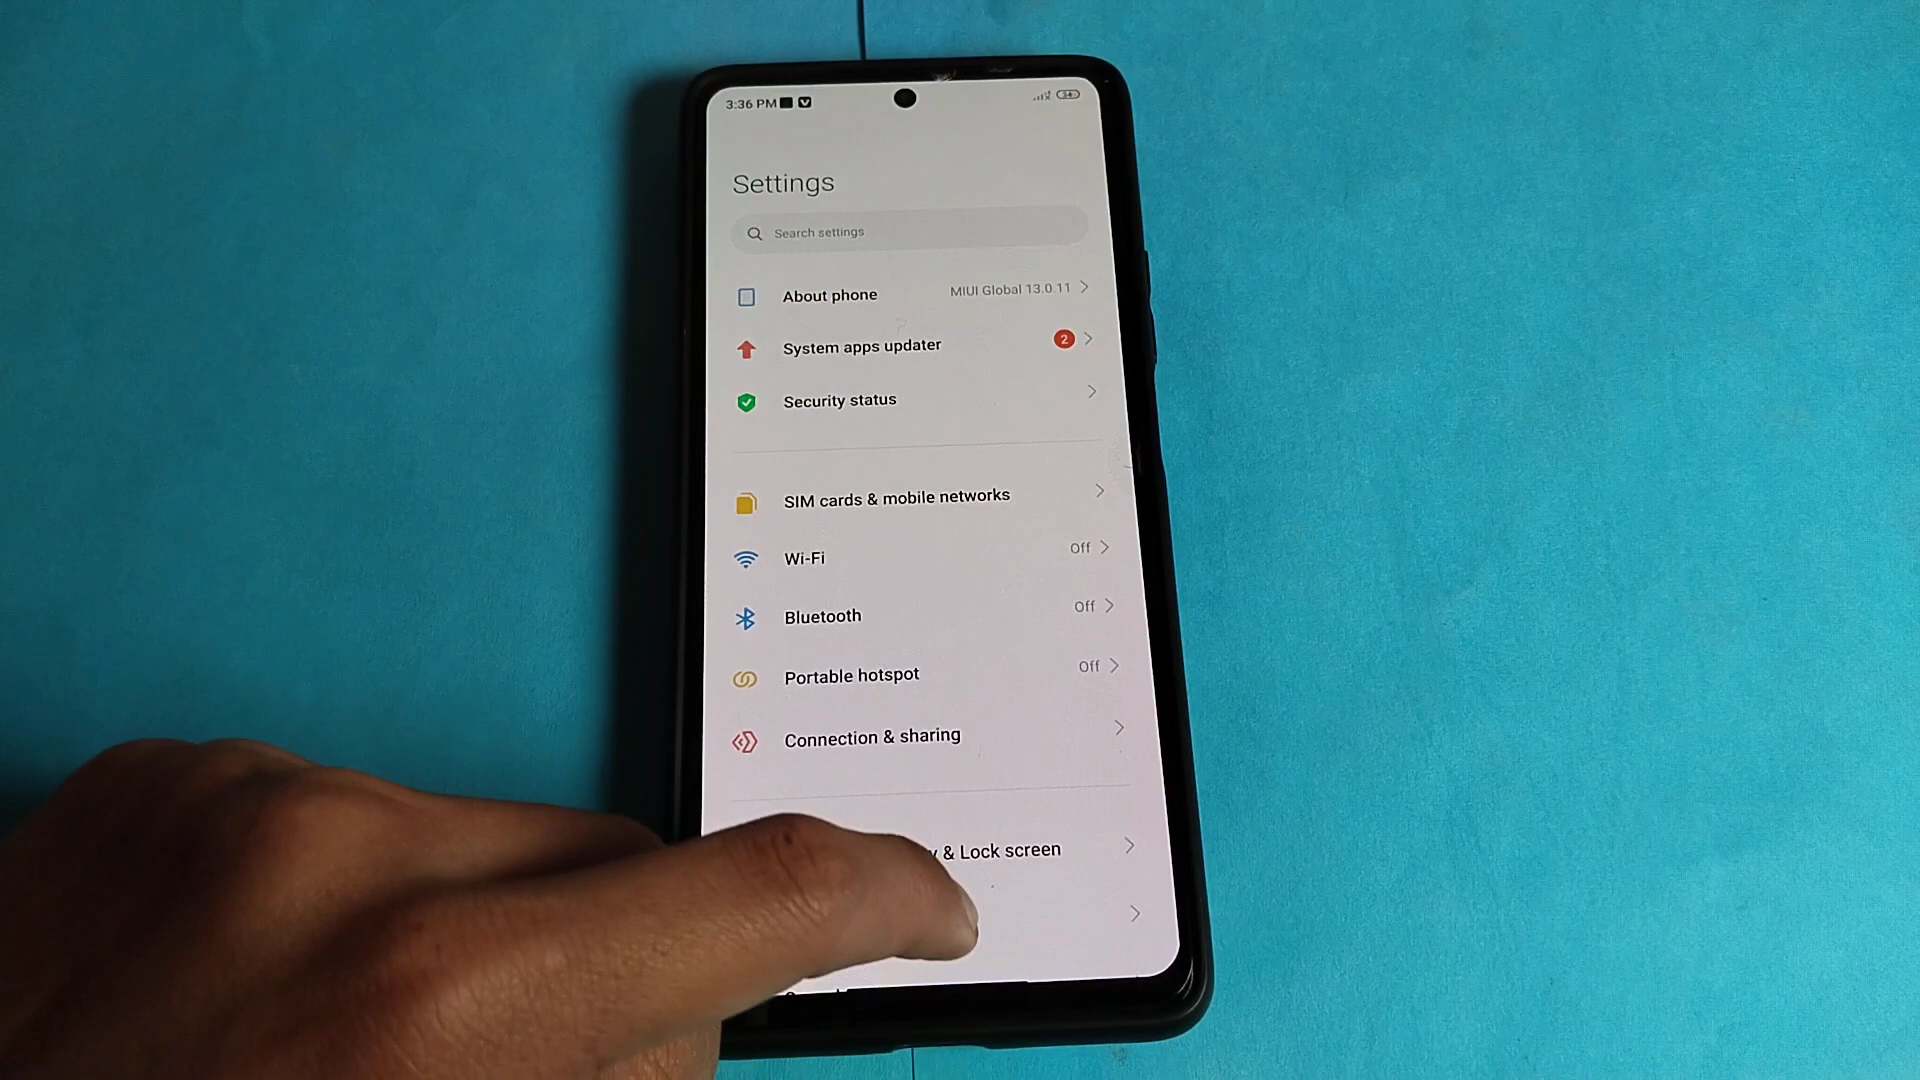 3:36 PM
Settings
Search settings
About phone MIUI Global 13.0.11
System apps updater 2
Security status
SIM cards & mobile networks
Wi-Fi Off
Bluetooth Off
Portable hotspot Off
Connection & sharing
& Lock screen